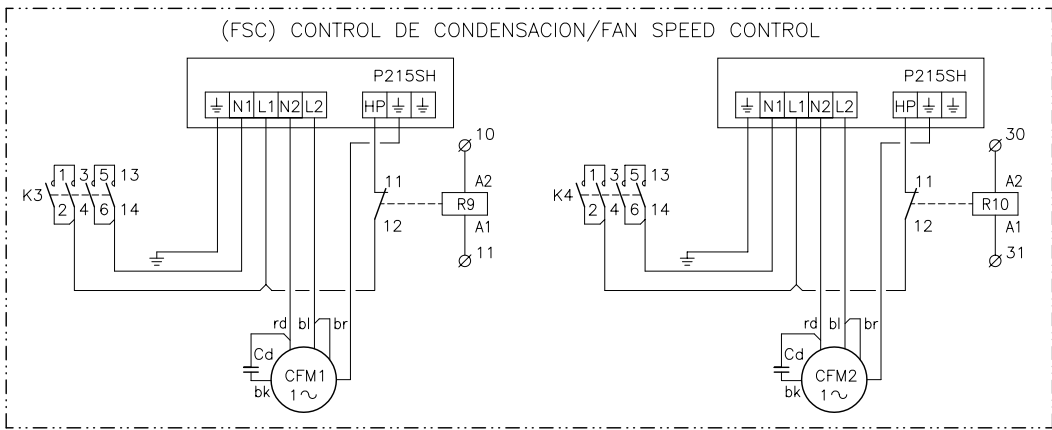 (FSC) CONTROL DE CONDENSACION/FAN SPEED CONTROL
P215SH
N1 L1 N2 L2 HP
10
K3 1 3 5 13
2 4 6 14
11
12
A2
R9
A1
11
rd bl br
Cd
bk
CFM1
1～
P215SH
N1 L1 N2 L2 HP
30
K4 1 3 5 13
2 4 6 14
11
12
A2
R10
A1
31
rd bl br
Cd
bk
CFM2
1～